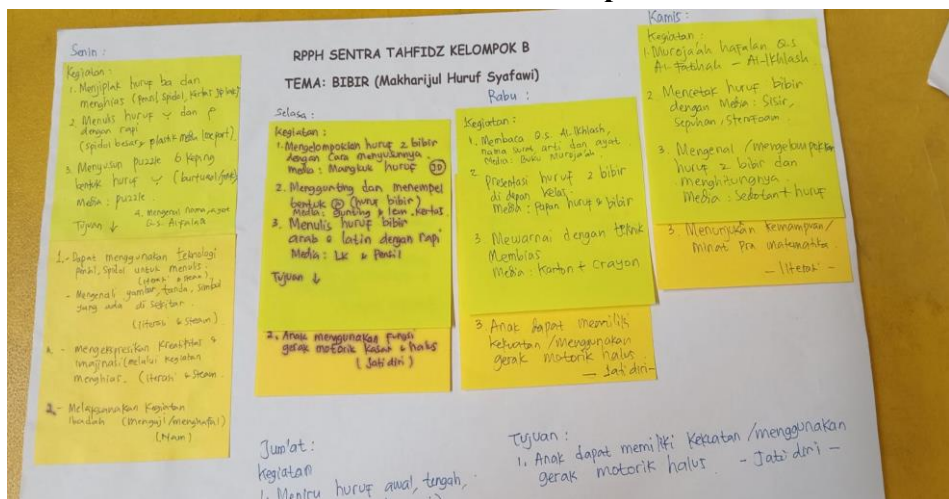 RPPH SENTRA TAHFIDZ KELOMPOK B
TEMA: BIBIR (Makharijul Huruf Syafawi)
Senin :
Kegiatan :
1. Menjiplak huruf ba dan
menghias (pensil, spidol, kertas
2. Menulis huruf ب dan م
dengan rapi
(spidol besar, plastik
3. Menyusun puzzle 6 keping
bentuk huruf ب
Media : puzzle.
4. mengenal nama, ayat
Q.S. Al-falaq
Tujuan ↓
1. - Dapat menggunakan teknologi
pensil, spidol untuk menulis.
(literasi & steam)
- Mengenali gambar, tanda, simbol
yang ada di sekitar.
(literasi & Steam)
- Mengekspresikan kreatifitas &
imajinasi (melalui kegiatan
menghias. (literasi & Steam.
2. - Melaksanakan Kegiatan
Ibadah (mengaji/menghafal)
(Nam)
Selasa :
Kegiatan :
1. Mengelompokkan huruf 2 bibir
dengan cara menyusunnya.
media : Mangkuk huruf 3D
2. Menggunting dan menempel
bentuk (huruf bibir)
Media : gunting & lem, kertas.
3. Menulis huruf bibir
arab & latin dengan rapi
Media : LK & Pensil
Tujuan ↓
2. Anak menggunakan fungsi
gerak motorik kasar & halus
( Jati diri )
Rabu :
Kegiatan :
1. Membaca Q.s. Al-Ikhlash,
nama surat, arti dan ayat.
Media : Buku Muroja'ah.
2. Presentasi huruf 2 bibir
di depan kelas.
Media : Papan huruf & bibir
3. Mewarnai dengan teknik
Membias
Media : Karton + Crayon
3. Anak dapat memiliki
kekuatan /menggunakan
gerak motorik halus.
- Jati diri -
Kamis :
Kegiatan :
1. Muroja'ah hafalan Q.s
Al-Fatihah - Al-Ikhlash.
2. Mencetak huruf bibir
dengan Media : Sisir,
Stereofoam.
3. Mengenal /mengelompokkan
huruf 2 bibir dan
menghitungnya.
Media : Sedotan + huruf
3. Menunjukan kemampuan/
minat Pra matematika.
- literasi -
Jum'at :
Kegiatan
1. Meniru huruf awal, tengah,
Tujuan :
1. Anak dapat memiliki kekuatan /menggunakan
gerak motorik halus. - Jati diri -